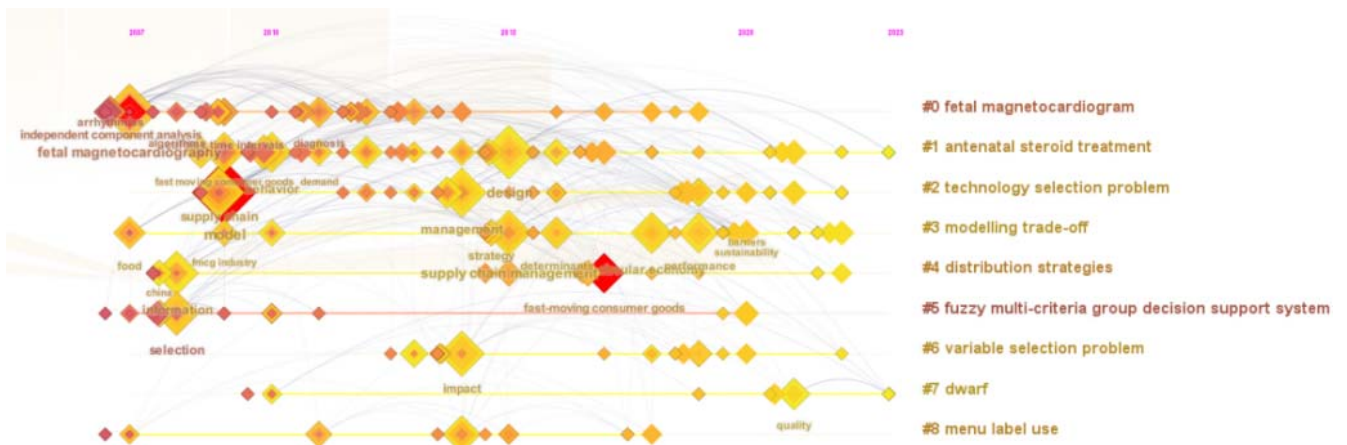 2007 2010 2015 2020 2023
arrhythmias
independent component analysis
#0 fetal magnetocardiogram
algorithms time intervals diagnosis
fetal magnetocardiography
#1 antenatal steroid treatment
fast moving consumer goods demand
behavior
design
#2 technology selection problem
supply chain
model
management
#3 modelling trade-off
barriers
sustainability
strategy
food fmcg industry
supply chain management
performance
#4 distribution strategies
china
information
fast-moving consumer goods
#5 fuzzy multi-criteria group decision support system
selection
#6 variable selection problem
impact
#7 dwarf
quality
#8 menu label use